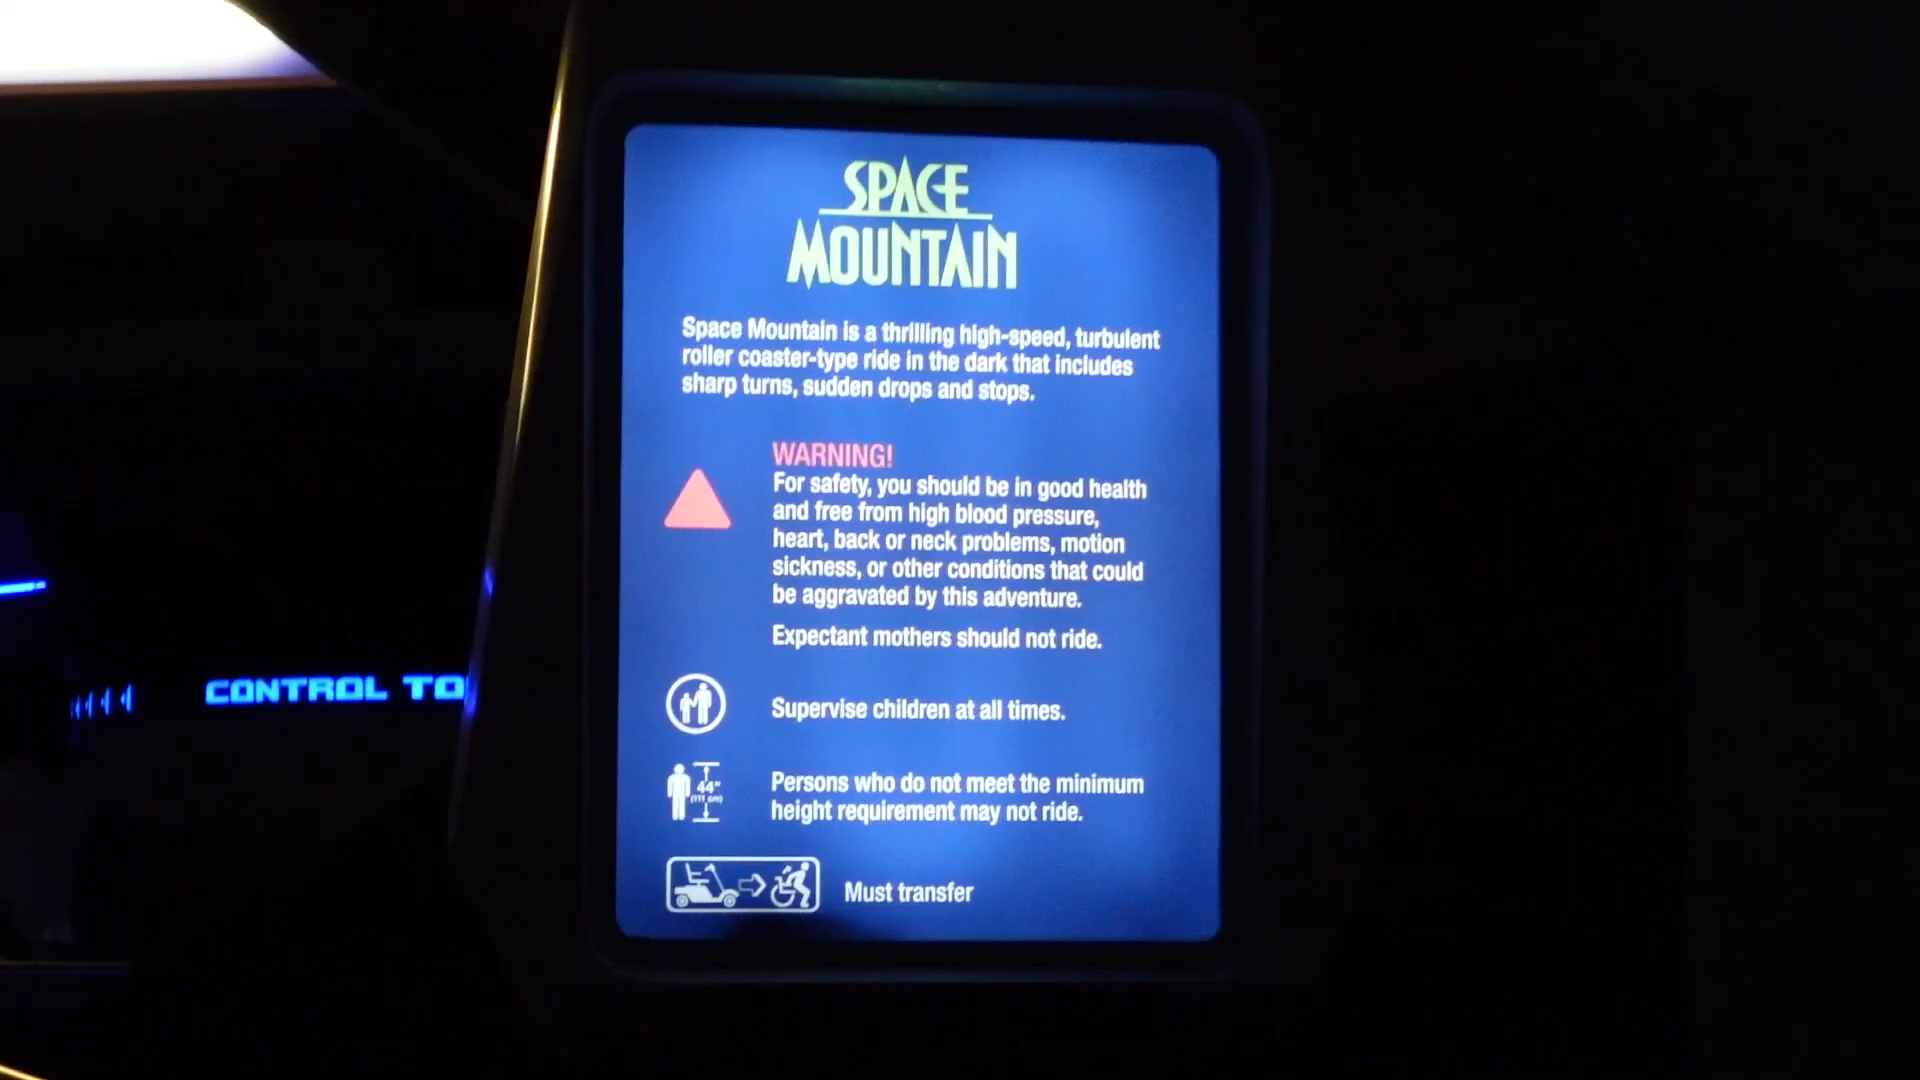 SPACE
MOUNTAIN
Space Mountain is a thrilling high-speed, turbulent
roller coaster-type ride in the dark that includes
sharp turns, sudden drops and stops.
WARNING!
For safety, you should be in good health
and free from high blood pressure,
heart, back or neck problems, motion
sickness, or other conditions that could
be aggravated by this adventure.
Expectant mothers should not ride.
CONTROL TO
Supervise children at all times.
44"
(111 cm)
Persons who do not meet the minimum
height requirement may not ride.
Must transfer